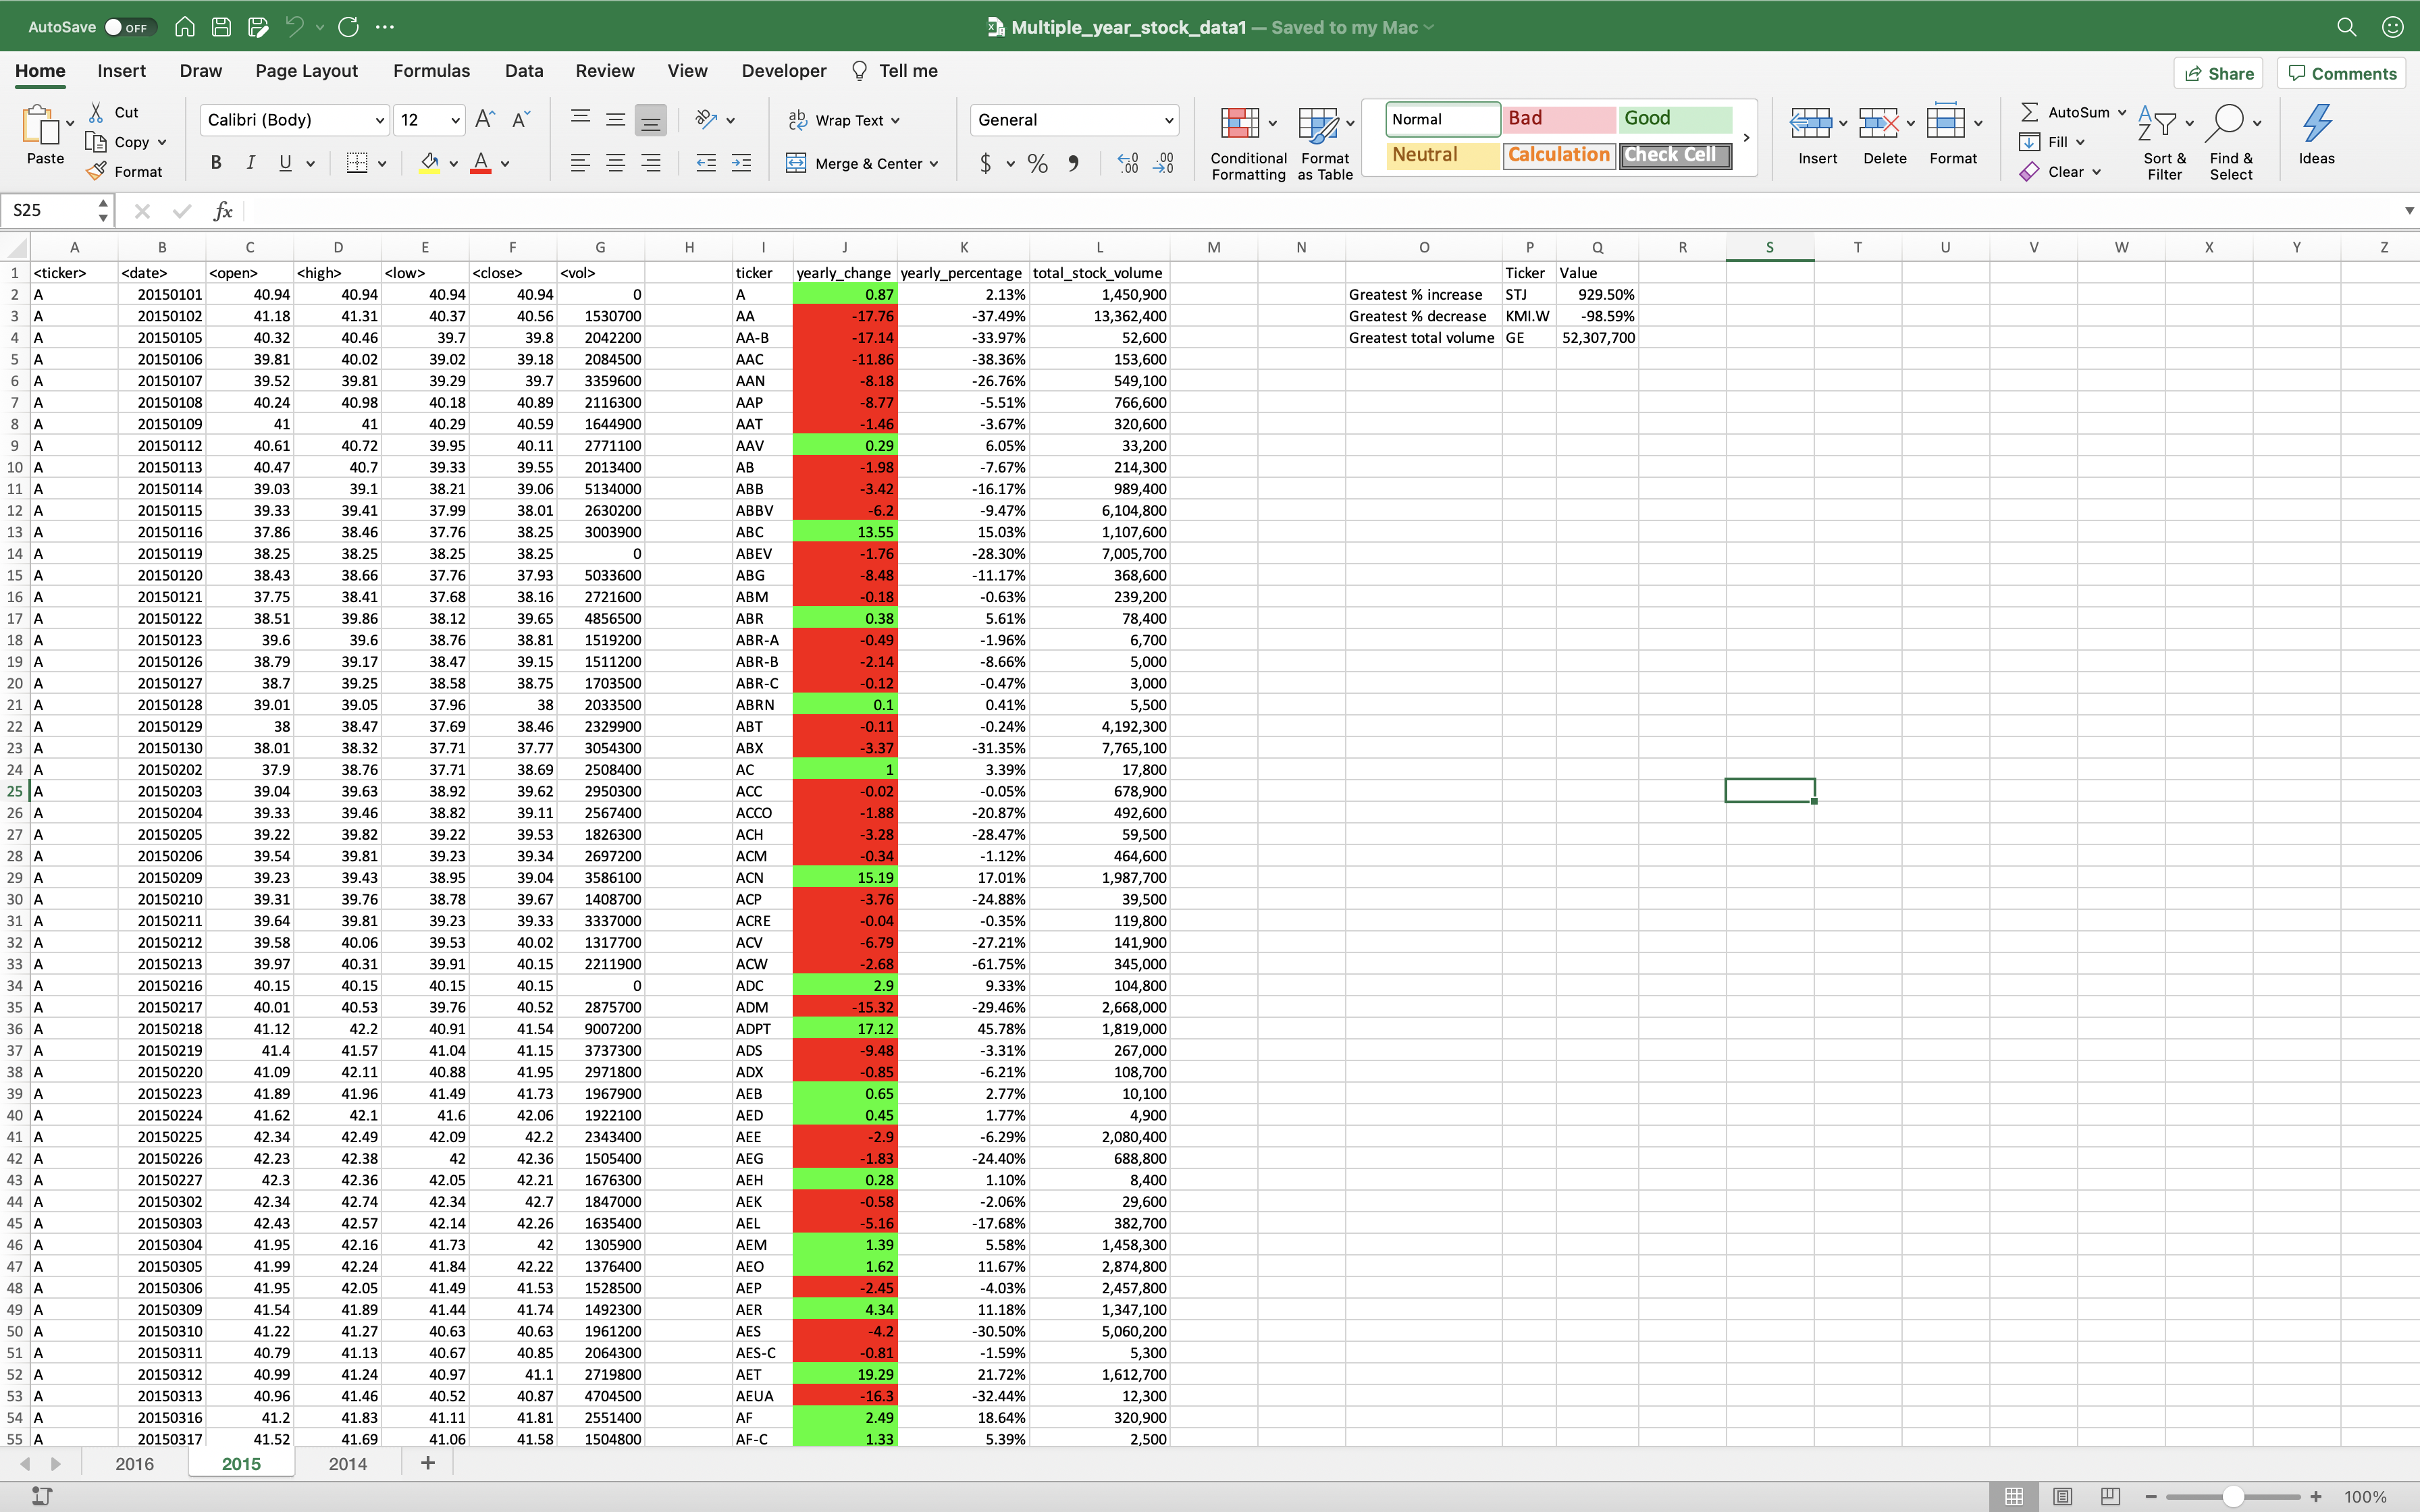 AutoSave OFF Multiple_year_stock_data1 — Saved to my Mac
Home Insert Draw Page Layout Formulas Data Review View Developer Tell me Share Comments
Cut Calibri (Body) 12 Wrap Text General Normal Bad Good AutoSum
Copy Fill
Paste Format B I U A Merge & Center $ % Conditional Formatting Format as Table Neutral Calculation Check Cell Insert Delete Format Clear Sort & Filter Find & Select Ideas
S25 fx
A B C D E F G H I J K L M N O P Q R S T U V W X Y Z
1 <ticker> <date> <open> <high> <low> <close> <vol> ticker yearly_change yearly_percentage total_stock_volume Ticker Value
2 A 20150101 40.94 40.94 40.94 40.94 0 A 0.87 2.13% 1,450,900 Greatest % increase STJ 929.50%
3 A 20150102 41.18 41.31 40.37 40.56 1530700 AA -17.76 -37.49% 13,362,400 Greatest % decrease KMI.W -98.59%
4 A 20150105 40.32 40.46 39.7 39.8 2042200 AA-B -17.14 -33.97% 52,600 Greatest total volume GE 52,307,700
5 A 20150106 39.81 40.02 39.02 39.18 2084500 AAC -11.86 -38.36% 153,600
6 A 20150107 39.52 39.81 39.29 39.7 3359600 AAN -8.18 -26.76% 549,100
7 A 20150108 40.24 40.98 40.18 40.89 2116300 AAP -8.77 -5.51% 766,600
8 A 20150109 41 41 40.29 40.59 1644900 AAT -1.46 -3.67% 320,600
9 A 20150112 40.61 40.72 39.95 40.11 2771100 AAV 0.29 6.05% 33,200
10 A 20150113 40.47 40.7 39.33 39.55 2013400 AB -1.98 -7.67% 214,300
11 A 20150114 39.03 39.1 38.21 39.06 5134000 ABB -3.42 -16.17% 989,400
12 A 20150115 39.33 39.41 37.99 38.01 2630200 ABBV -6.2 -9.47% 6,104,800
13 A 20150116 37.86 38.46 37.76 38.25 3003900 ABC 13.55 15.03% 1,107,600
14 A 20150119 38.25 38.25 38.25 38.25 0 ABEV -1.76 -28.30% 7,005,700
15 A 20150120 38.43 38.66 37.76 37.93 5033600 ABG -8.48 -11.17% 368,600
16 A 20150121 37.75 38.41 37.68 38.16 2721600 ABM -0.18 -0.63% 239,200
17 A 20150122 38.51 39.86 38.12 39.65 4856500 ABR 0.38 5.61% 78,400
18 A 20150123 39.6 39.6 38.76 38.81 1519200 ABR-A -0.49 -1.96% 6,700
19 A 20150126 38.79 39.17 38.47 39.15 1511200 ABR-B -2.14 -8.66% 5,000
20 A 20150127 38.7 39.25 38.58 38.75 1703500 ABR-C -0.12 -0.47% 3,000
21 A 20150128 39.01 39.05 37.96 38 2033500 ABRN 0.1 0.41% 5,500
22 A 20150129 38 38.47 37.69 38.46 2329900 ABT -0.11 -0.24% 4,192,300
23 A 20150130 38.01 38.32 37.71 37.77 3054300 ABX -3.37 -31.35% 7,765,100
24 A 20150202 37.9 38.76 37.71 38.69 2508400 AC 1 3.39% 17,800
25 A 20150203 39.04 39.63 38.92 39.62 2950300 ACC -0.02 -0.05% 678,900
26 A 20150204 39.33 39.46 38.82 39.11 2567400 ACCO -1.88 -20.87% 492,600
27 A 20150205 39.22 39.82 39.22 39.53 1826300 ACH -3.28 -28.47% 59,500
28 A 20150206 39.54 39.81 39.23 39.34 2697200 ACM -0.34 -1.12% 464,600
29 A 20150209 39.23 39.43 38.95 39.04 3586100 ACN 15.19 17.01% 1,987,700
30 A 20150210 39.31 39.76 38.78 39.67 1408700 ACP -3.76 -24.88% 39,500
31 A 20150211 39.64 39.81 39.23 39.33 3337000 ACRE -0.04 -0.35% 119,800
32 A 20150212 39.58 40.06 39.53 40.02 1317700 ACV -6.79 -27.21% 141,900
33 A 20150213 39.97 40.31 39.91 40.15 2211900 ACW -2.68 -61.75% 345,000
34 A 20150216 40.15 40.15 40.15 40.15 0 ADC 2.9 9.33% 104,800
35 A 20150217 40.01 40.53 39.76 40.52 2875700 ADM -15.32 -29.46% 2,668,000
36 A 20150218 41.12 42.2 40.91 41.54 9007200 ADPT 17.12 45.78% 1,819,000
37 A 20150219 41.4 41.57 41.04 41.15 3737300 ADS -9.48 -3.31% 267,000
38 A 20150220 41.09 42.11 40.88 41.95 2971800 ADX -0.85 -6.21% 108,700
39 A 20150223 41.89 41.96 41.49 41.73 1967900 AEB 0.65 2.77% 10,100
40 A 20150224 41.62 42.1 41.6 42.06 1922100 AED 0.45 1.77% 4,900
41 A 20150225 42.34 42.49 42.09 42.2 2343400 AEE -2.9 -6.29% 2,080,400
42 A 20150226 42.23 42.38 42 42.36 1505400 AEG -1.83 -24.40% 688,800
43 A 20150227 42.3 42.36 42.05 42.21 1676300 AEH 0.28 1.10% 8,400
44 A 20150302 42.34 42.74 42.34 42.7 1847000 AEK -0.58 -2.06% 29,600
45 A 20150303 42.43 42.57 42.14 42.26 1635400 AEL -5.16 -17.68% 382,700
46 A 20150304 41.95 42.16 41.73 42 1305900 AEM 1.39 5.58% 1,458,300
47 A 20150305 41.99 42.24 41.84 42.22 1376400 AEO 1.62 11.67% 2,874,800
48 A 20150306 41.95 42.05 41.49 41.53 1528500 AEP -2.45 -4.03% 2,457,800
49 A 20150309 41.54 41.89 41.44 41.74 1492300 AER 4.34 11.18% 1,347,100
50 A 20150310 41.22 41.27 40.63 40.63 1961200 AES -4.2 -30.50% 5,060,200
51 A 20150311 40.79 41.13 40.67 40.85 2064300 AES-C -0.81 -1.59% 5,300
52 A 20150312 40.99 41.24 40.97 41.1 2719800 AET 19.29 21.72% 1,612,700
53 A 20150313 40.96 41.46 40.52 40.87 4704500 AEUA -16.3 -32.44% 12,300
54 A 20150316 41.2 41.83 41.11 41.81 2551400 AF 2.49 18.64% 320,900
55 A 20150317 41.52 41.69 41.06 41.58 1504800 AF-C 1.33 5.39% 2,500
2016 2015 2014 +
100%